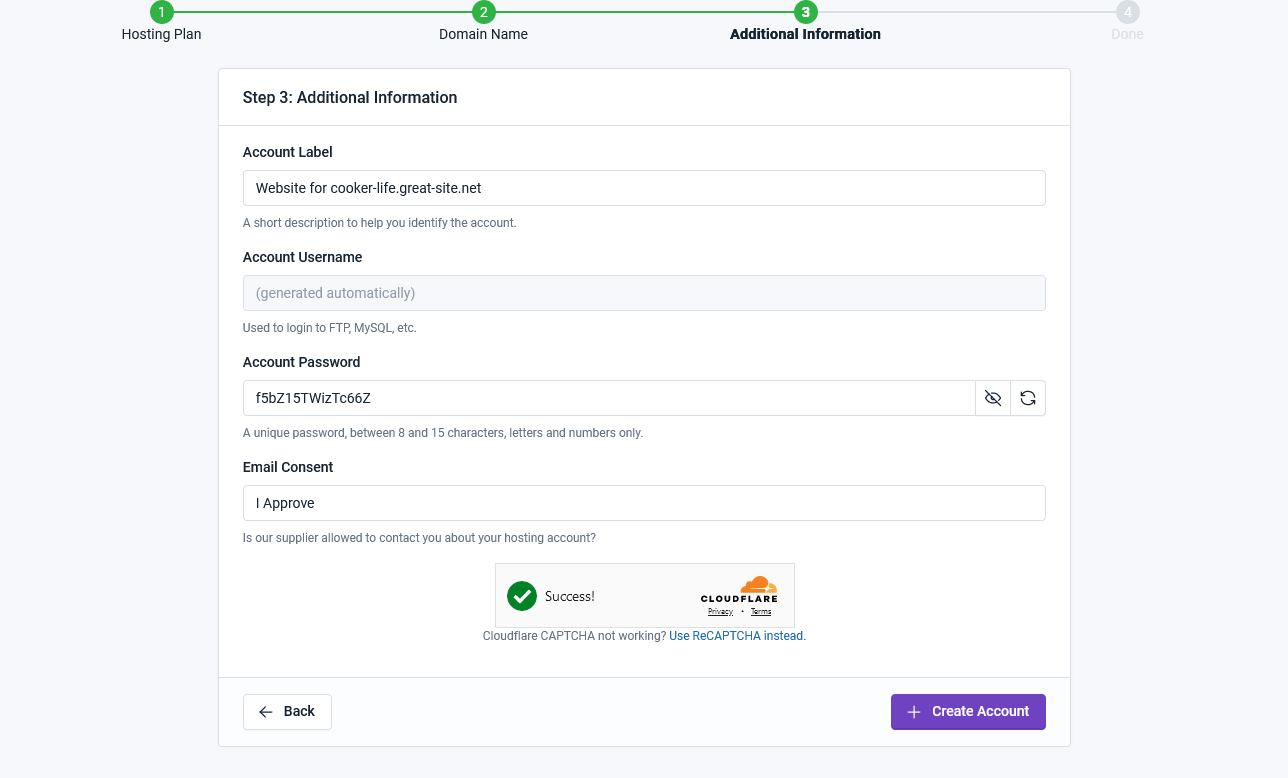 1 2 3 4
Hosting Plan Domain Name Additional Information Done
Step 3: Additional Information
Account Label
Website for cooker-life.great-site.net
A short description to help you identify the account.
Account Username
(generated automatically)
Used to login to FTP, MySQL, etc.
Account Password
f5bZ15TWizTc66Z
A unique password, between 8 and 15 characters, letters and numbers only.
Email Consent
I Approve
Is our supplier allowed to contact you about your hosting account?
Success!
CLOUDFLARE
Privacy • Terms
Cloudflare CAPTCHA not working? Use ReCAPTCHA instead.
Back Create Account